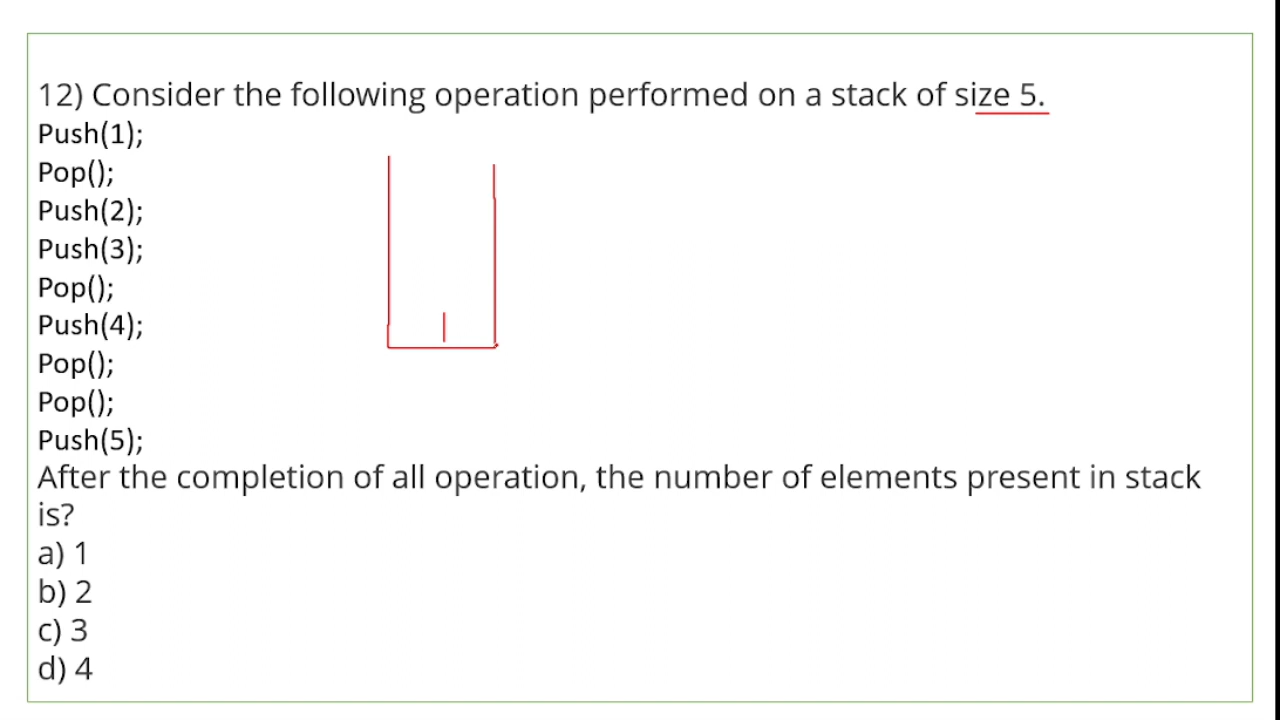 12) Consider the following operation performed on a stack of size 5.
Push(1);
Pop();
Push(2);
Push(3);
Pop();
Push(4);
Pop();
Pop();
Push(5);
After the completion of all operation, the number of elements present in stack
is?
a) 1
b) 2
c) 3
d) 4